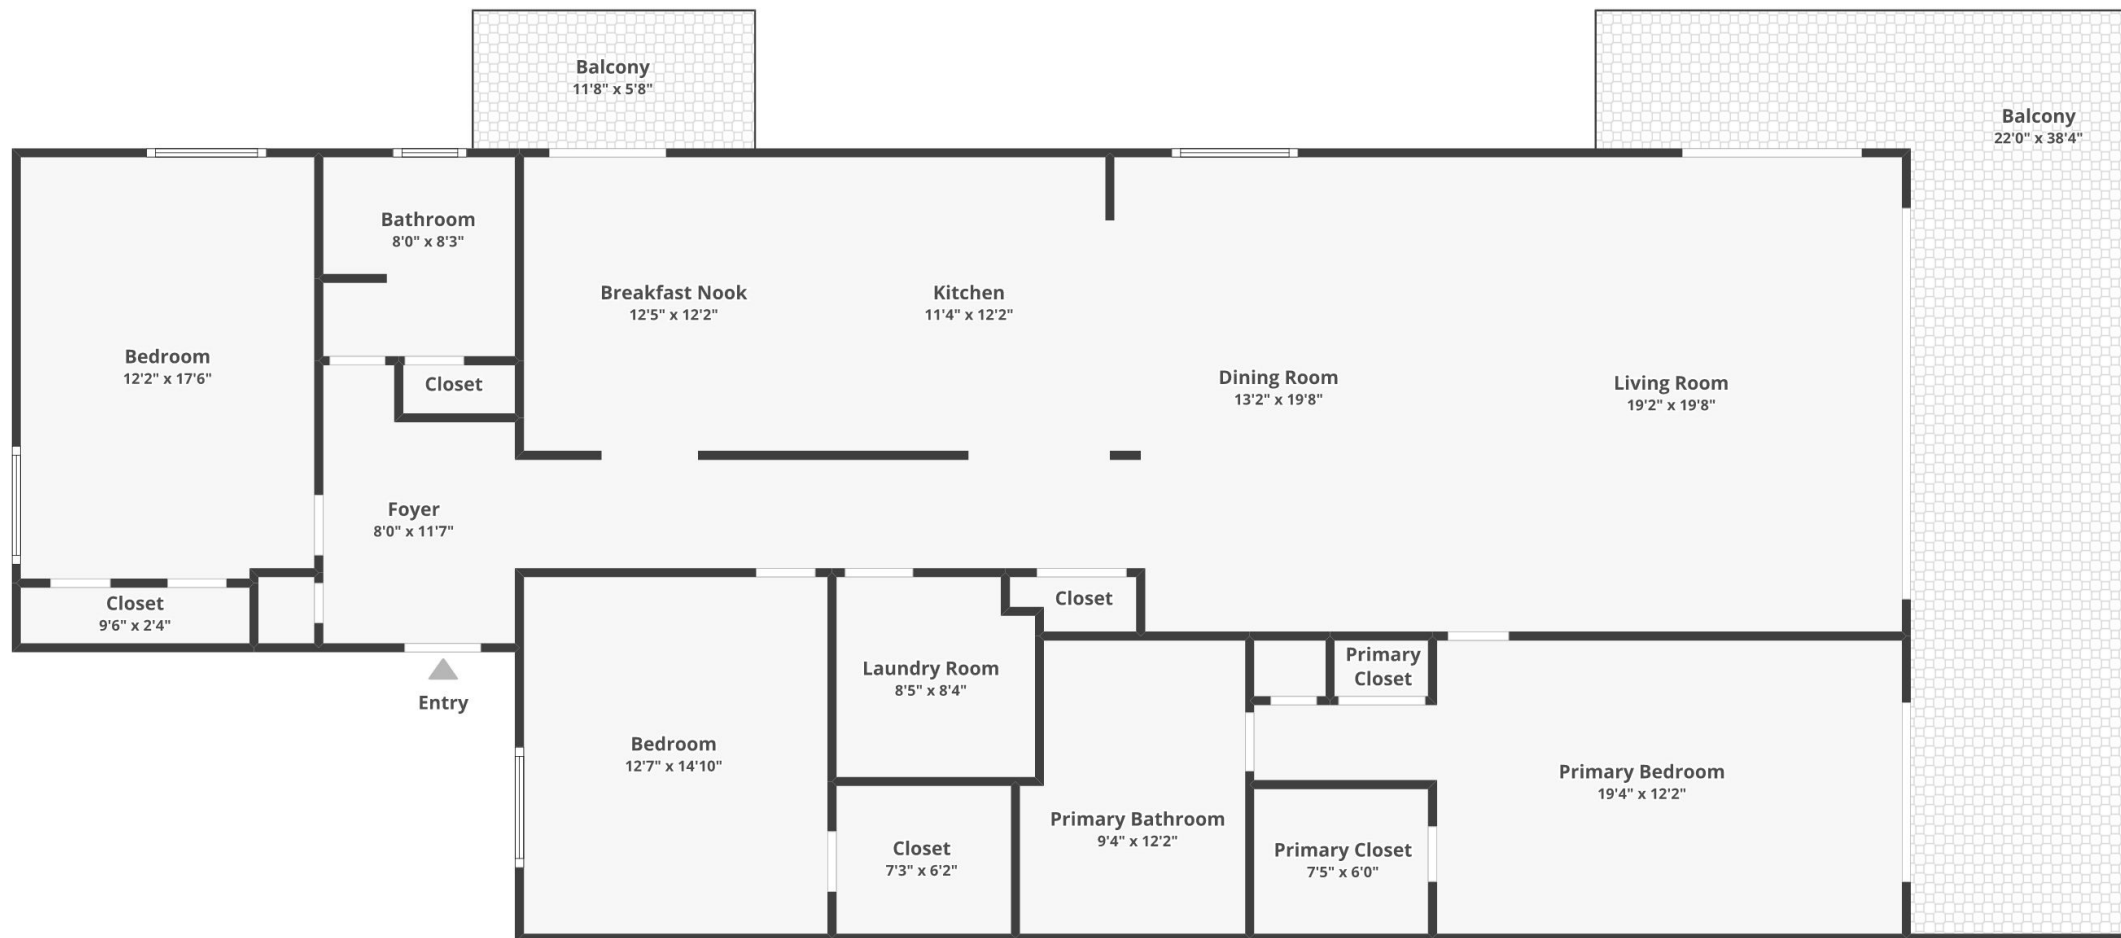 Balcony
11'8" x 5'8"
Balcony
22'0" x 38'4"
Bathroom
8'0" x 8'3"
Breakfast Nook
12'5" x 12'2"
Kitchen
11'4" x 12'2"
Bedroom
12'2" x 17'6"
Closet
Dining Room
13'2" x 19'8"
Living Room
19'2" x 19'8"
Foyer
8'0" x 11'7"
Closet
9'6" x 2'4"
Closet
Entry
Laundry Room
8'5" x 8'4"
Primary
Closet
Bedroom
12'7" x 14'10"
Primary Bedroom
19'4" x 12'2"
Primary Bathroom
9'4" x 12'2"
Closet
7'3" x 6'2"
Primary Closet
7'5" x 6'0"